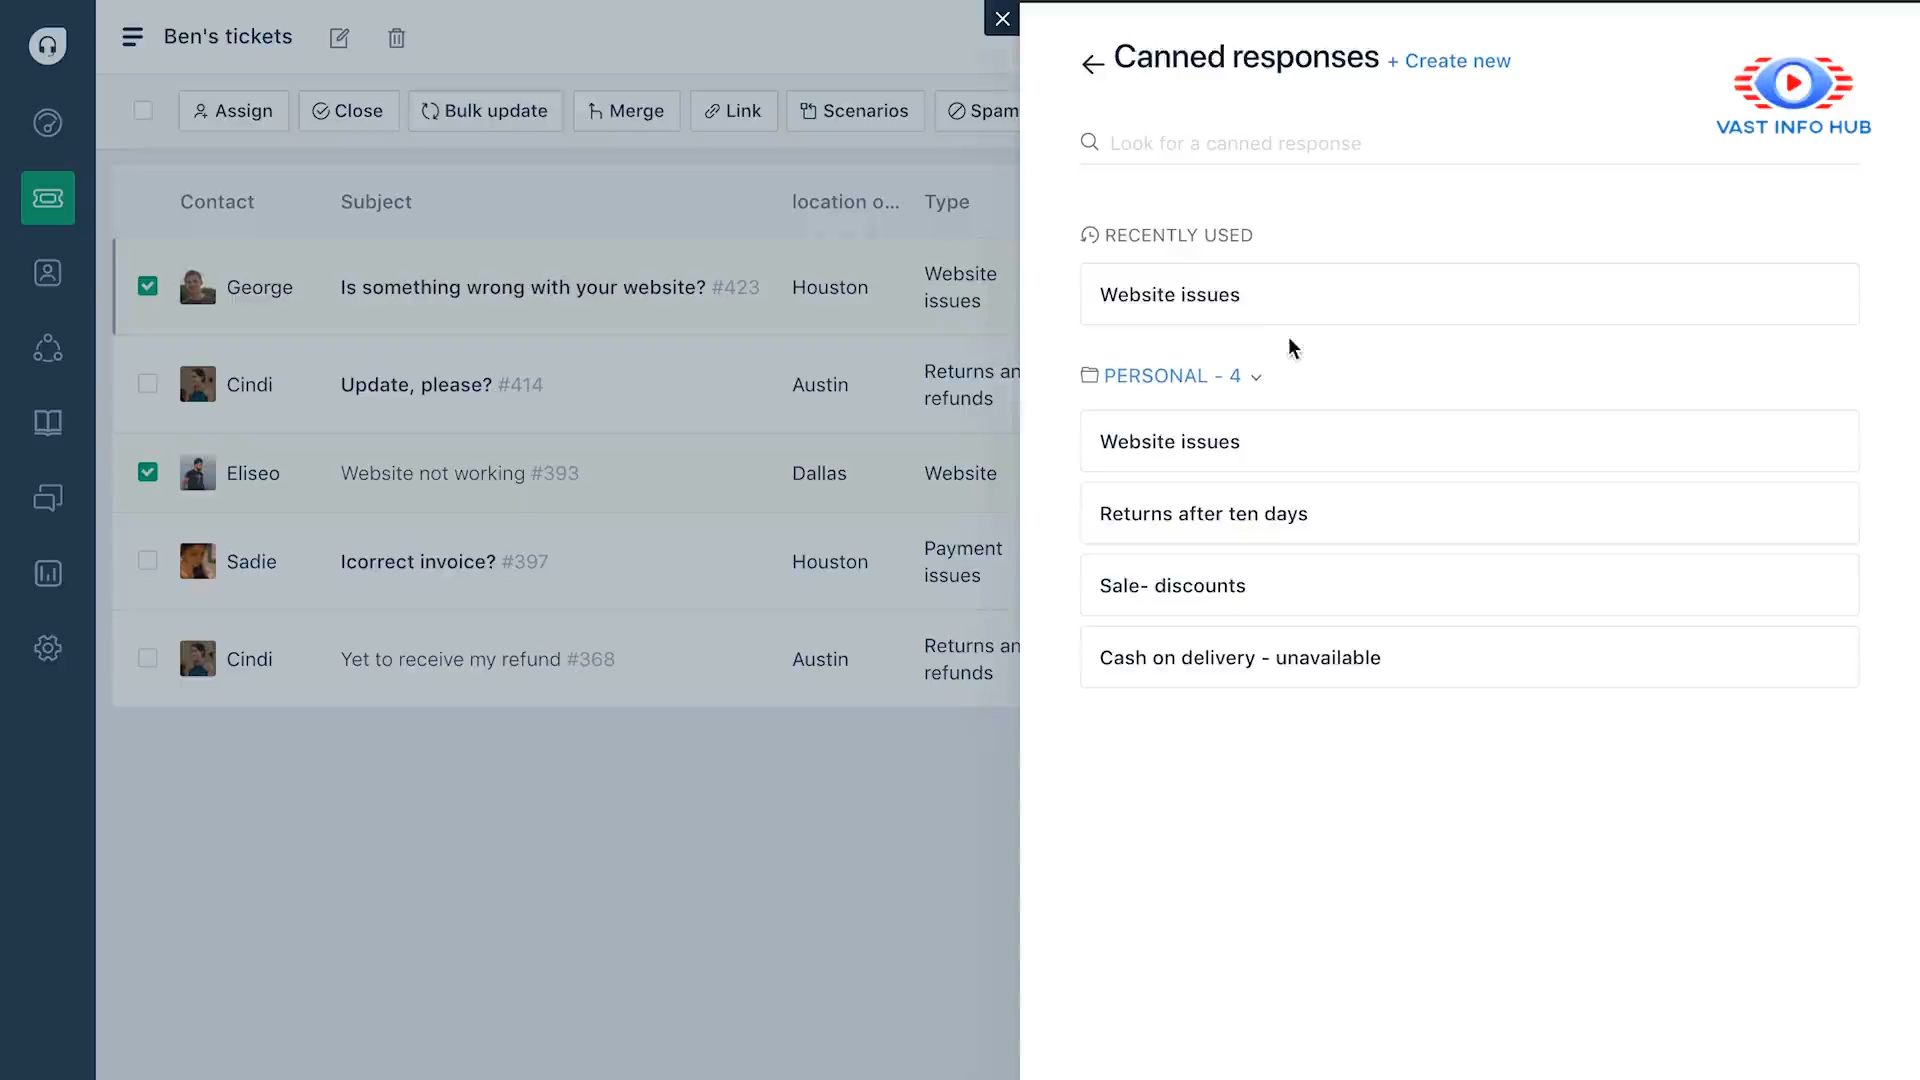 Ben's tickets
Assign Close Bulk update Merge Link Scenarios Spam
Contact Subject location o... Type
George Is something wrong with your website? #423 Houston Website
issues
Cindi Update, please? #414 Austin Returns an
refunds
Eliseo Website not working #393 Dallas Website
Sadie Icorrect invoice? #397 Houston Payment
issues
Cindi Yet to receive my refund #368 Austin Returns an
refunds
Canned responses + Create new
VAST INFO HUB
Look for a canned response
RECENTLY USED
Website issues
PERSONAL - 4
Website issues
Returns after ten days
Sale- discounts
Cash on delivery - unavailable